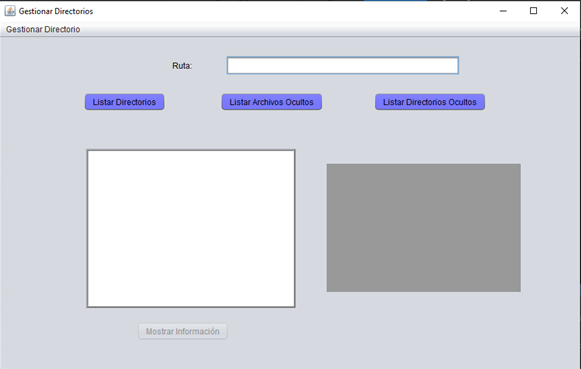 Gestionar Directorios
Gestionar Directorio
Ruta:
Listar Directorios
Listar Archivos Ocultos
Listar Directorios Ocultos
Mostrar Información